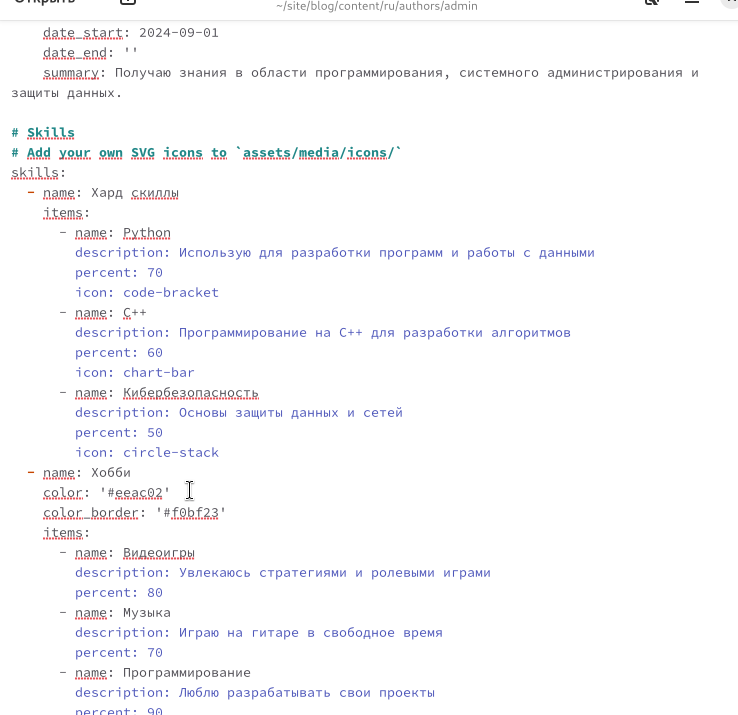 Открыть
~/site/blog/content/ru/authors/admin
date_start: 2024-09-01
date_end: ''
summary: Получаю знания в области программирования, системного администрирования и
защиты данных.
# Skills
# Add your own SVG icons to `assets/media/icons/`
skills:
- name: Хард скиллы
items:
- name: Python
description: Использую для разработки программ и работы с данными
percent: 70
icon: code-bracket
- name: C++
description: Программирование на C++ для разработки алгоритмов
percent: 60
icon: chart-bar
- name: Кибербезопасность
description: Основы защиты данных и сетей
percent: 50
icon: circle-stack
- name: Хобби
color: '#eeac02'
color_border: '#f0bf23'
items:
- name: Видеоигры
description: Увлекаюсь стратегиями и ролевыми играми
percent: 80
- name: Музыка
description: Играю на гитаре в свободное время
percent: 70
- name: Программирование
description: Люблю разрабатывать свои проекты
percent: 90